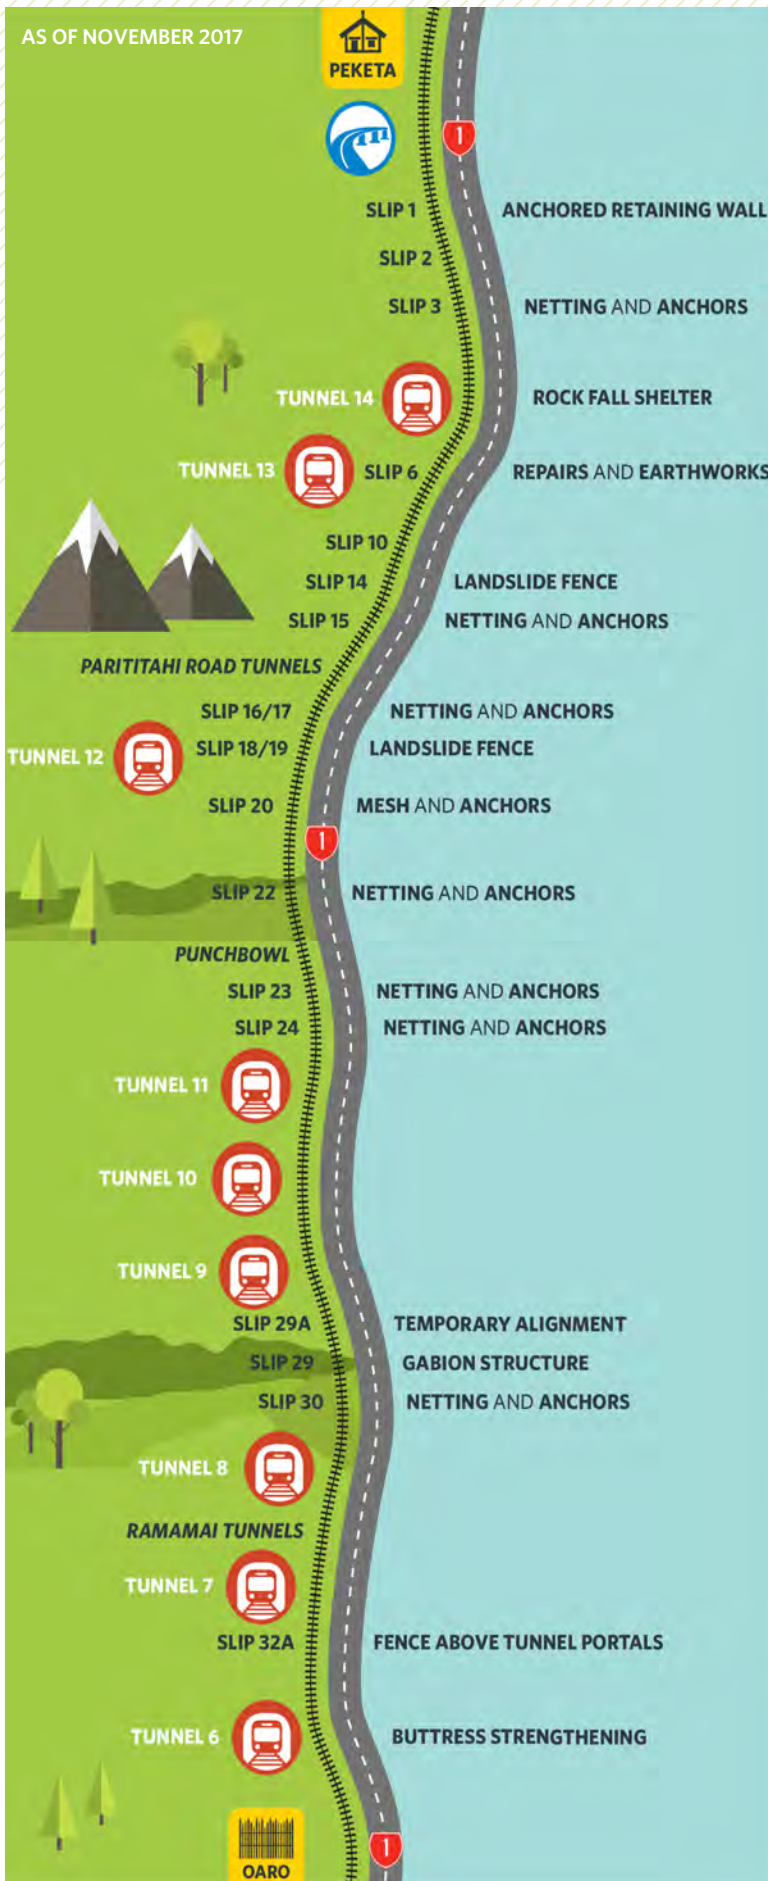 AS OF NOVEMBER 2017
PEKETA
1
SLIP 1 ANCHORED RETAINING WALL
SLIP 2
SLIP 3 NETTING AND ANCHORS
TUNNEL 14 ROCK FALL SHELTER
TUNNEL 13 SLIP 6 REPAIRS AND EARTHWORKS
SLIP 10
SLIP 14 LANDSLIDE FENCE
SLIP 15 NETTING AND ANCHORS
PARITITAHI ROAD TUNNELS
SLIP 16/17 NETTING AND ANCHORS
TUNNEL 12 SLIP 18/19 LANDSLIDE FENCE
SLIP 20 MESH AND ANCHORS
1
SLIP 22 NETTING AND ANCHORS
PUNCHBOWL
SLIP 23 NETTING AND ANCHORS
SLIP 24 NETTING AND ANCHORS
TUNNEL 11
TUNNEL 10
TUNNEL 9
SLIP 29A TEMPORARY ALIGNMENT
SLIP 29 GABION STRUCTURE
SLIP 30 NETTING AND ANCHORS
TUNNEL 8
RAMAMAI TUNNELS
TUNNEL 7
SLIP 32A FENCE ABOVE TUNNEL PORTALS
TUNNEL 6 BUTTRESS STRENGTHENING
1
OARO